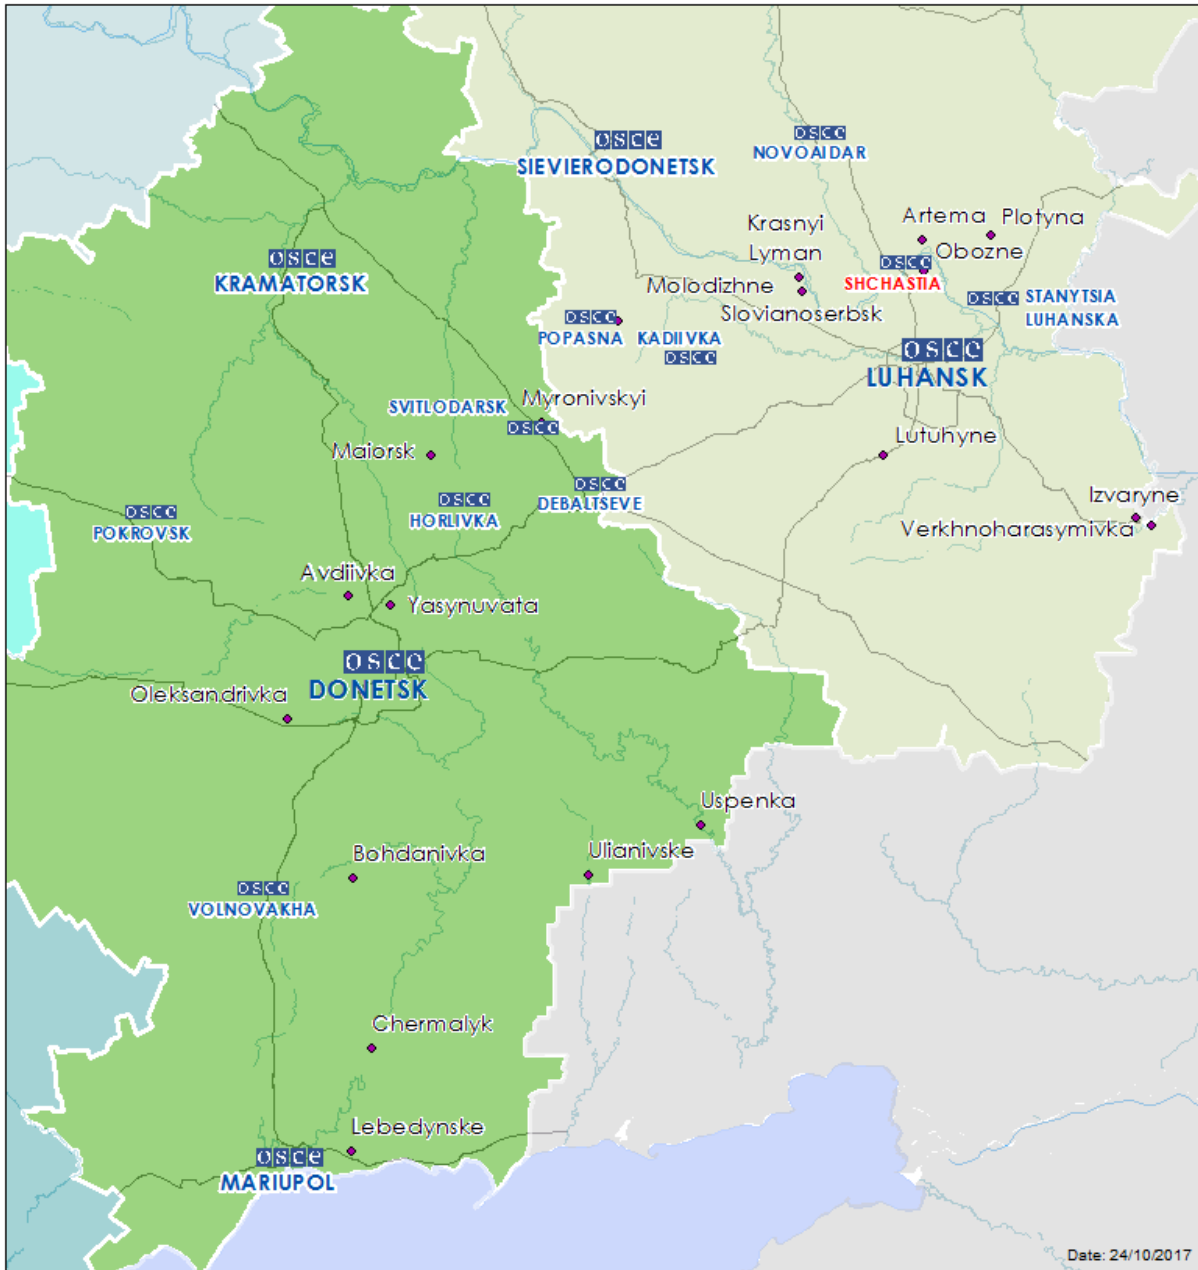 osce
SIEVIERODONETSK
osce
NOVOAIDAR
Krasnyi
Lyman
Artema
Plotyna
Obozne
osce
SHCHASTIA
osce
KRAMATORSK
Molodizhne
Slovianoserbsk
osce
STANYTSIA
LUHANSKA
osce
POPASNA
KADIIVKA
osce
osce
LUHANSK
Myronivskyi
SVITLODARSK
osce
Maiorsk
Lutuhyne
osce
HORLIVKA
osce
DEBALTSEVE
osce
POKROVSK
Izvaryne
Verkhnoharasymivka
Avdiivka
Yasynuvata
osce
DONETSK
Oleksandrivka
Uspenka
Ulianivske
Bohdanivka
osce
VOLNOVAKHA
Chermalyk
Lebedynske
osce
MARIUPOL
Date: 24/10/2017